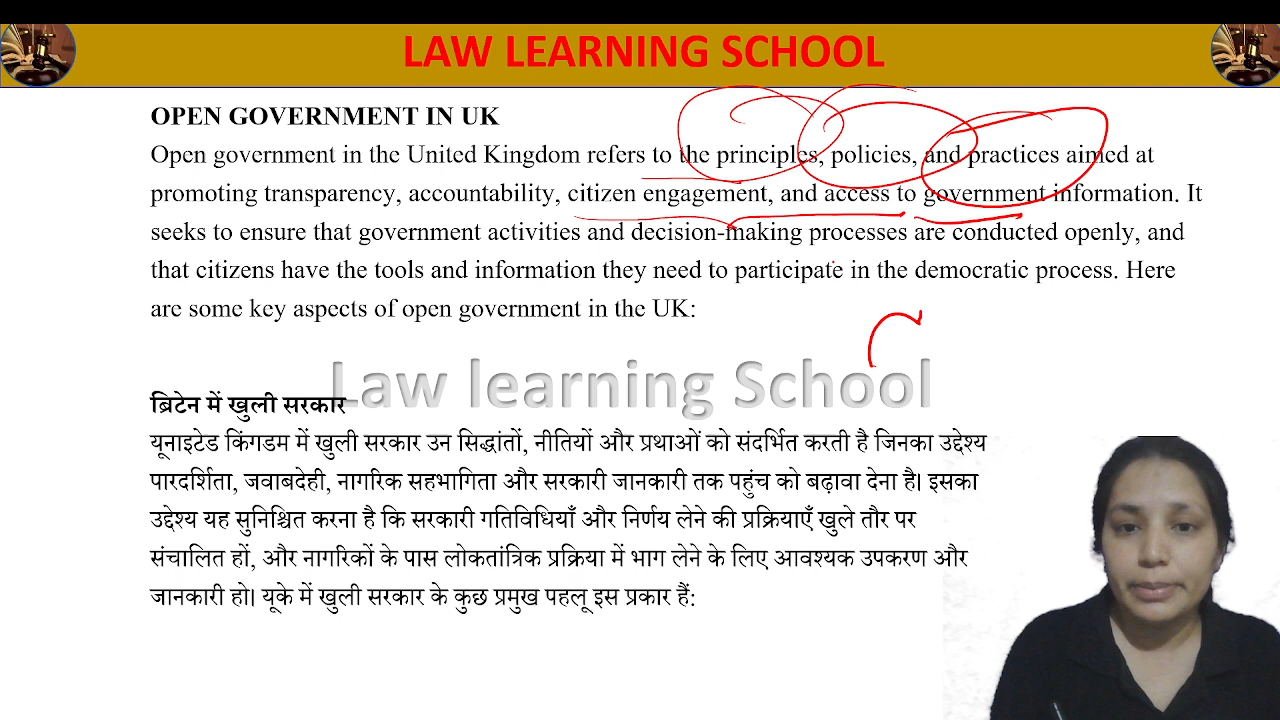 LAW LEARNING SCHOOL
OPEN GOVERNMENT IN UK
Open government in the United Kingdom refers to the principles, policies, and practices aimed at
promoting transparency, accountability, citizen engagement, and access to government information. It
seeks to ensure that government activities and decision-making processes are conducted openly, and
that citizens have the tools and information they need to participate in the democratic process. Here
are some key aspects of open government in the UK:
Law learning School
ब्रिटेन में खुली सरकार
यूनाइटेड किंगडम में खुली सरकार उन सिद्धांतों, नीतियों और प्रथाओं को संदर्भित करती है जिनका उद्देश्य
पारदर्शिता, जवाबदेही, नागरिक सहभागिता और सरकारी जानकारी तक पहुंच को बढ़ावा देना है। इसका
उद्देश्य यह सुनिश्चित करना है कि सरकारी गतिविधियाँ और निर्णय लेने की प्रक्रियाएँ खुले तौर पर
संचालित हों, और नागरिकों के पास लोकतांत्रिक प्रक्रिया में भाग लेने के लिए आवश्यक उपकरण और
जानकारी हो। यूके में खुली सरकार के कुछ प्रमुख पहलू इस प्रकार हैं: